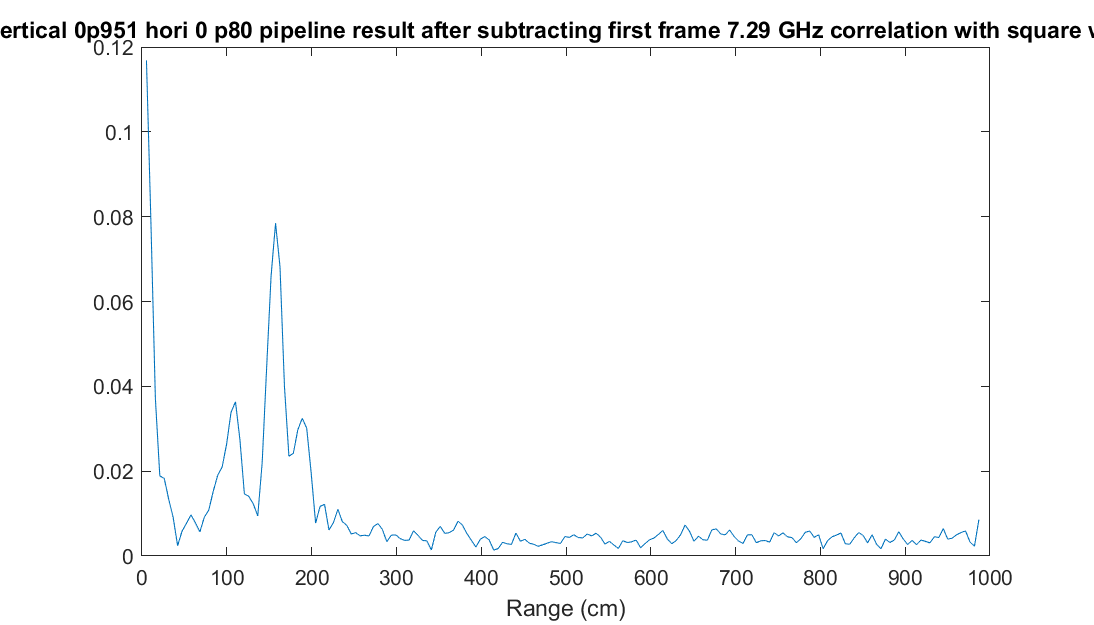 ertical 0p951 hori 0 p80 pipeline result after subtracting first frame 7.29 GHz correlation with square
0.12
0.1
0.08
0.06
0.04
0.02
0
0 100 200 300 400 500 600 700 800 900 1000
Range (cm)